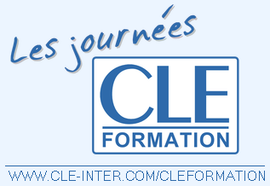 Les journées
CLE
FORMATION
WWW.CLE-INTER.COM/CLEFORMATION